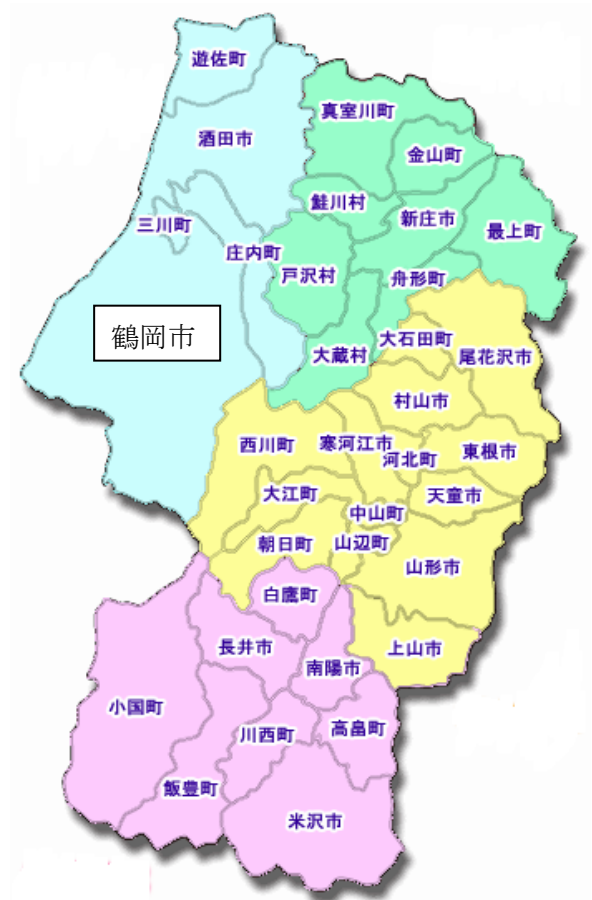 遊佐町
真室川町
酒田市
金山町
鮭川村
新庄市
三川町
最上町
庄内町
戸沢村
舟形町
鶴岡市
大石田町
大蔵村
尾花沢市
村山市
西川町
寒河江市
河北町
東根市
大江町
天童市
中山町
朝日町
山辺町
山形市
白鷹町
長井市
上山市
南陽市
小国町
高畠町
川西町
飯豊町
米沢市